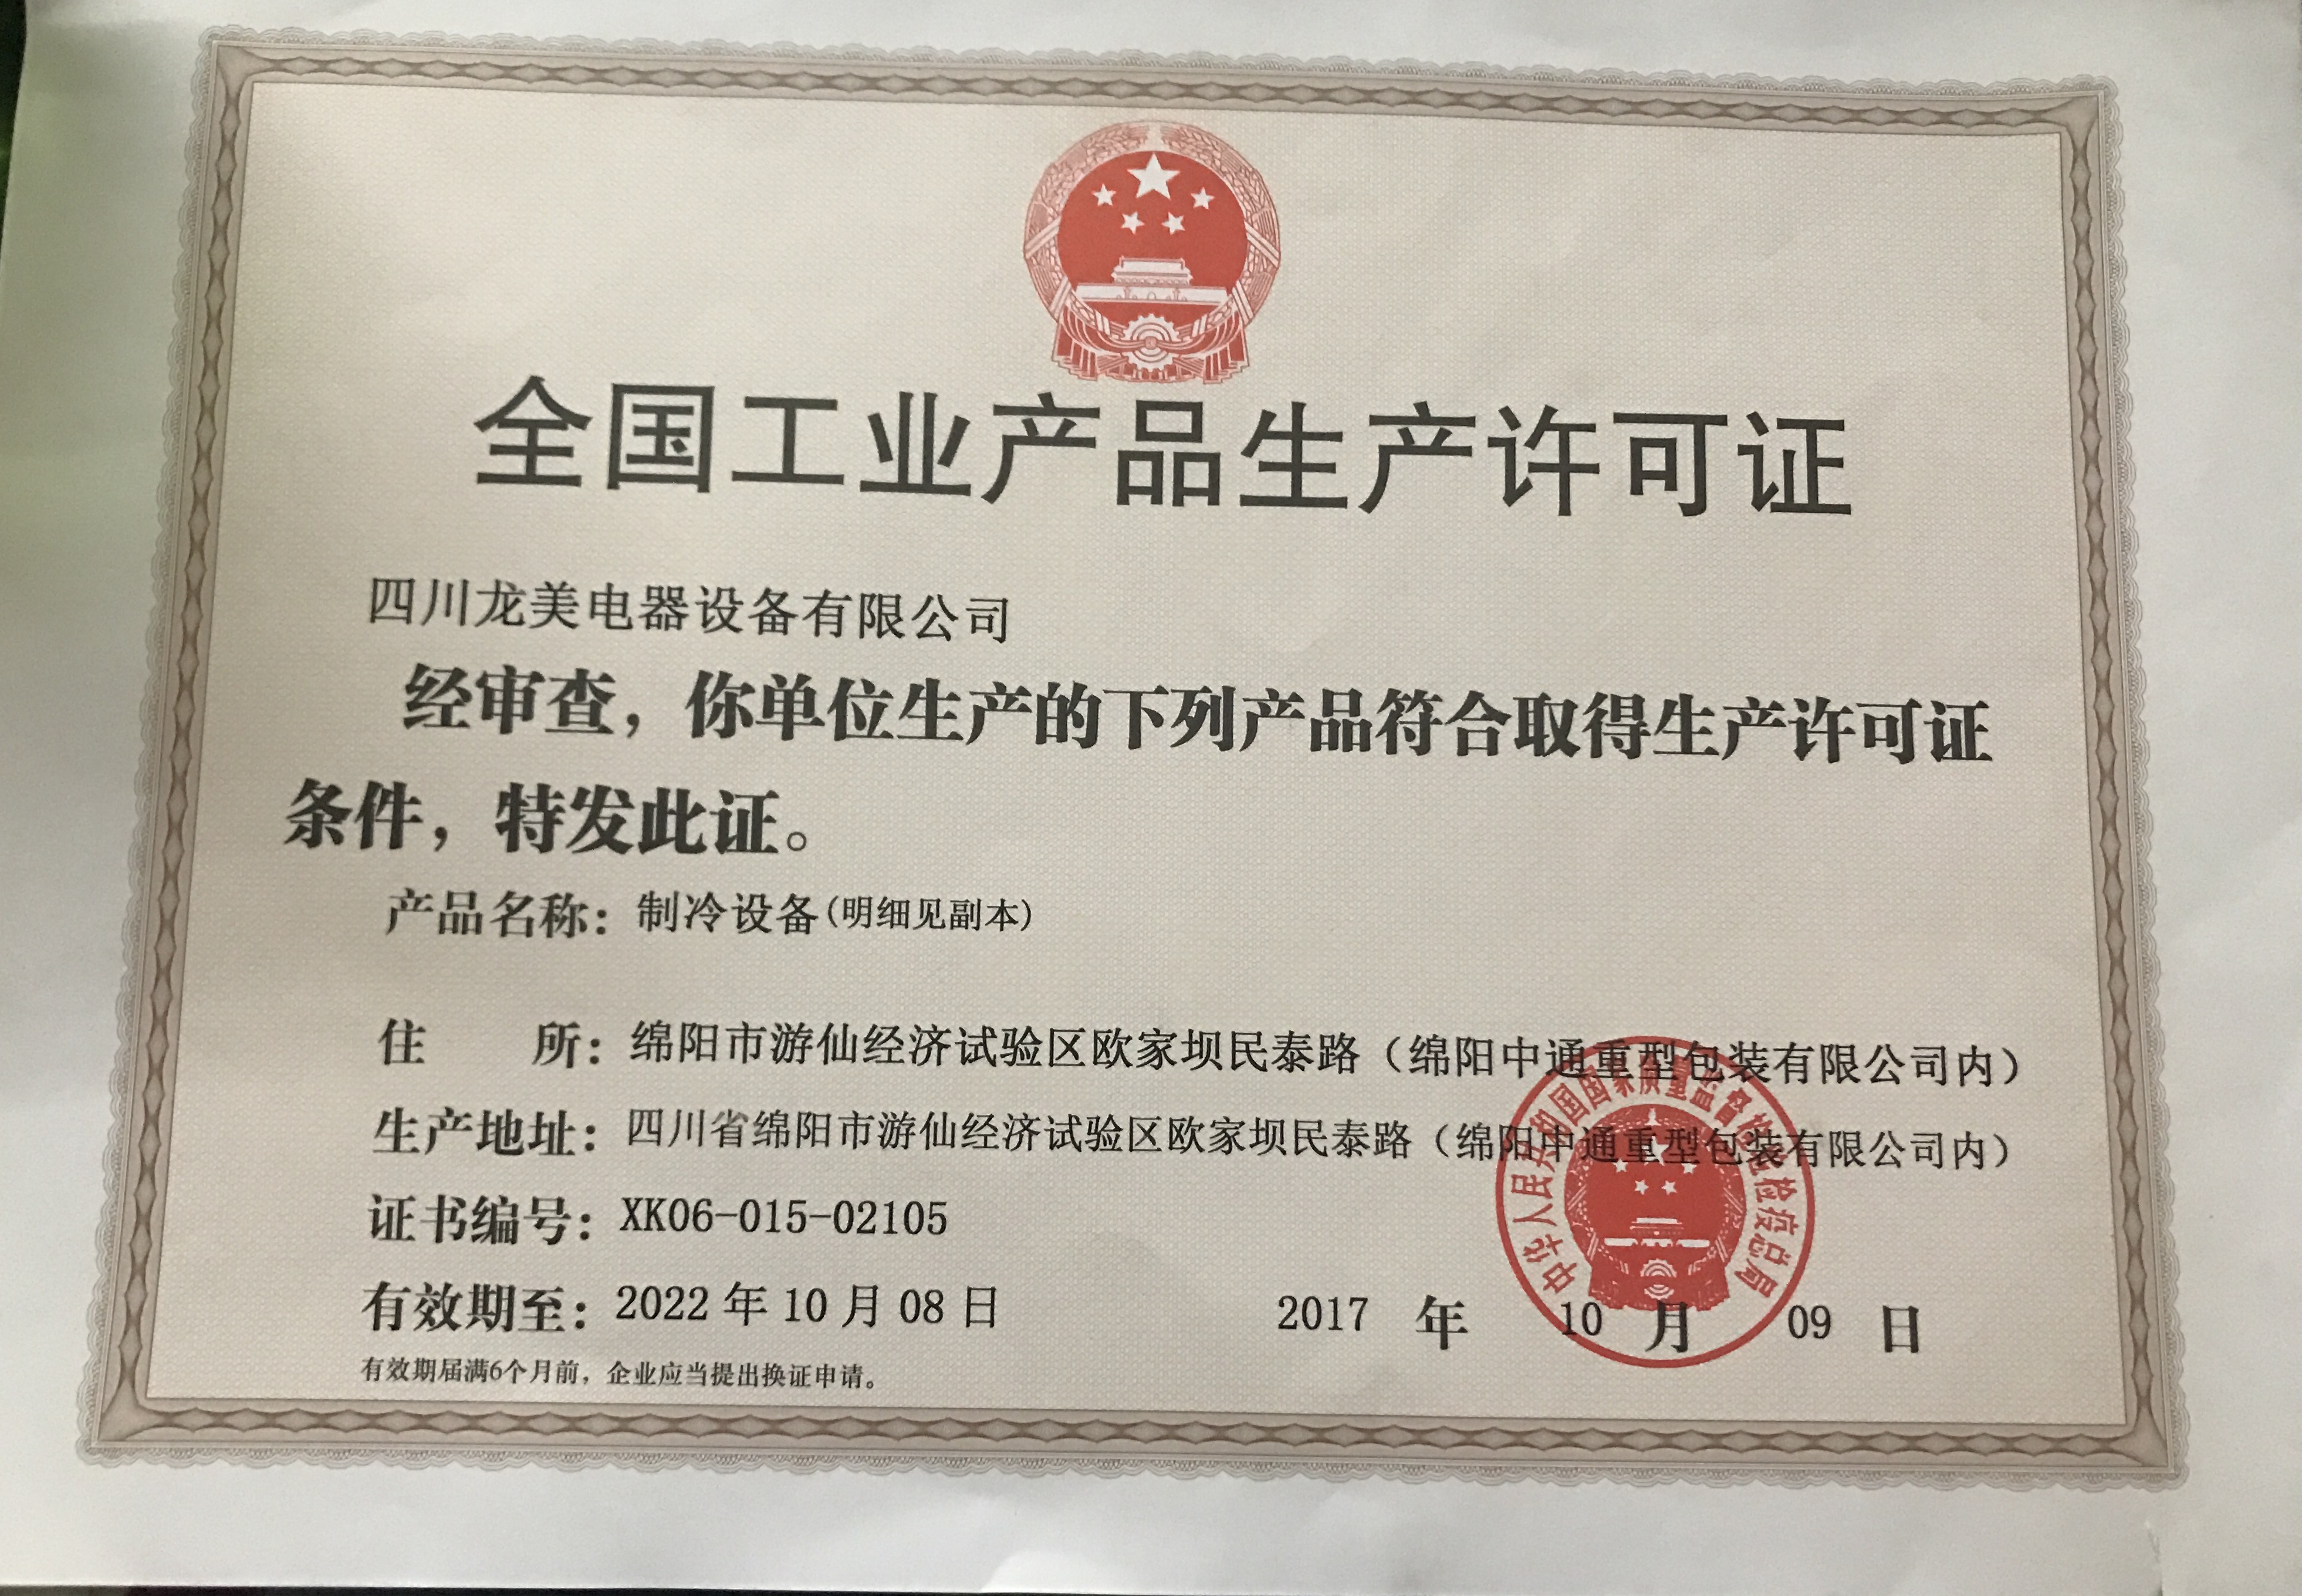 全国工业产品生产许可证
四川龙美电器设备有限公司
经审查，你单位生产的下列产品符合取得生产许可证
条件，特发此证。
产品名称：制冷设备(明细见副本)
住 所：绵阳市游仙经济试验区欧家坝民泰路（绵阳中通重型包装有限公司内）
生产地址：四川省绵阳市游仙经济试验区欧家坝民泰路（绵阳中通重型包装有限公司内）
中华人民共和国国家质量监督检验检疫总局
证书编号：XK06-015-02105
有效期至：2022 年 10 月 08 日
2017 年 10 月 09 日
有效期届满6个月前，企业应当提出换证申请。